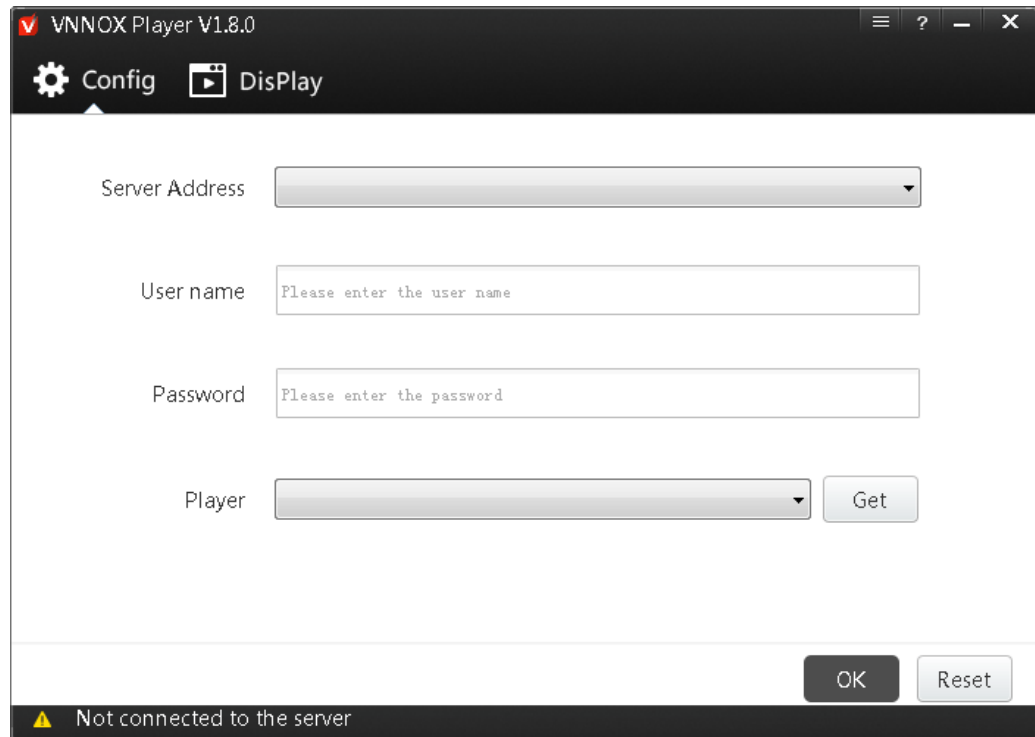 VNNOX Player V1.8.0
?
Config DisPlay
Server Address
User name Please enter the user name
Password Please enter the password
Player Get
OK Reset
Not connected to the server